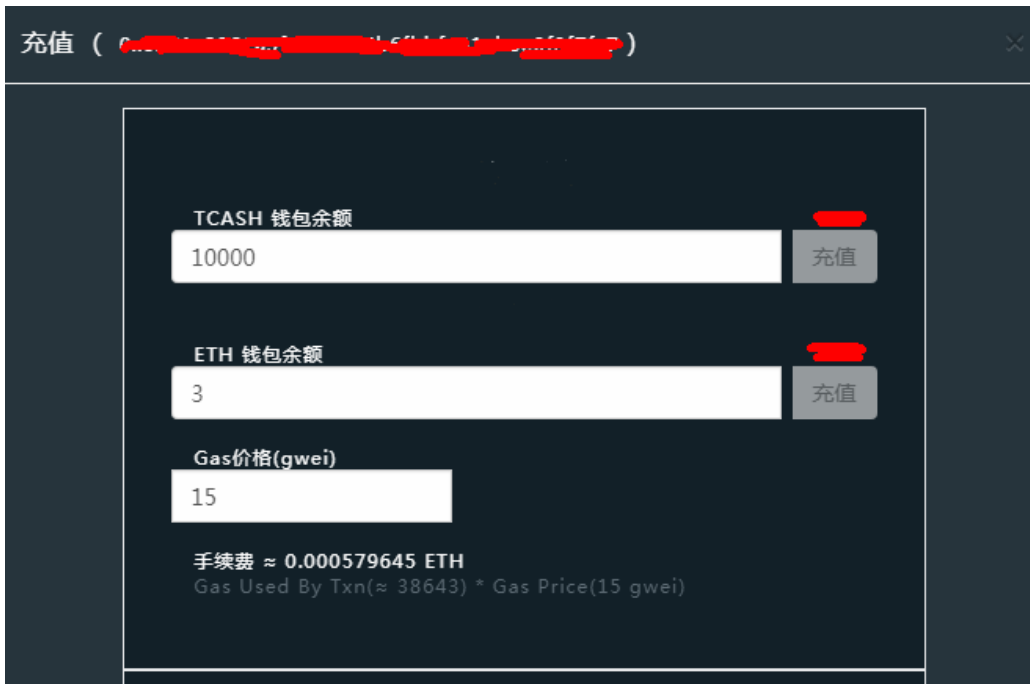 充值 ( )
TCASH 钱包余额
10000
充值
ETH 钱包余额
3
充值
Gas价格(gwei)
15
手续费 ≈ 0.000579645 ETH
Gas Used By Txn(≈ 38643) * Gas Price(15 gwei)